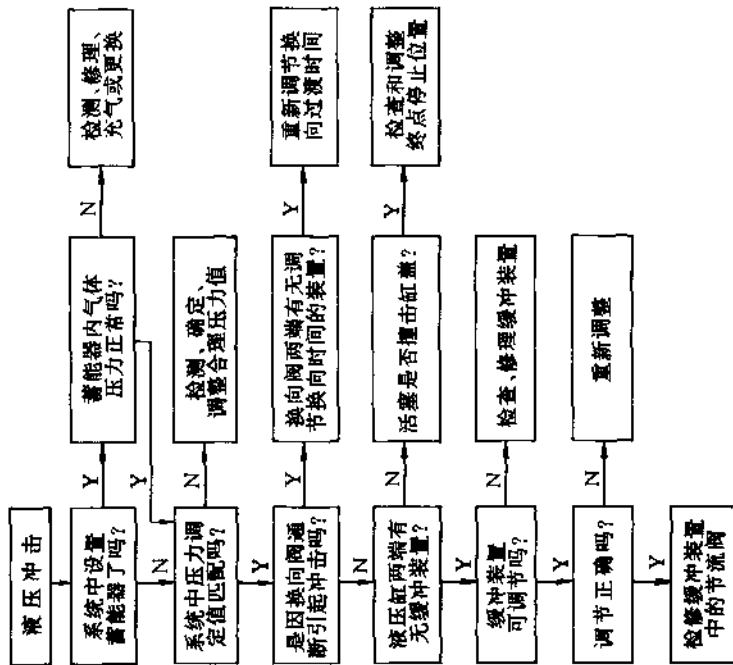 液压冲击
系统中设置
蓄能器了吗?
Y
蓄能器内气体
压力正常吗?
N
检测、修理、
充气或更换
N
Y
系统中压力调
定值匹配吗?
N
检测、确定、
调整合理压力值
Y
是因换向阀通
断引起冲击吗?
Y
换向阀两端有无调
节换向时间的装置?
Y
重新调节换
向过渡时间
N
液压缸两端有
无缓冲装置?
N
活塞是否撞击缸盖?
Y
检查和调整
终点停止位置
Y
缓冲装置
可调节吗?
N
检查、修理缓冲装置
Y
调节正确吗?
N
重新调整
Y
检修缓冲装置
中的节流阀